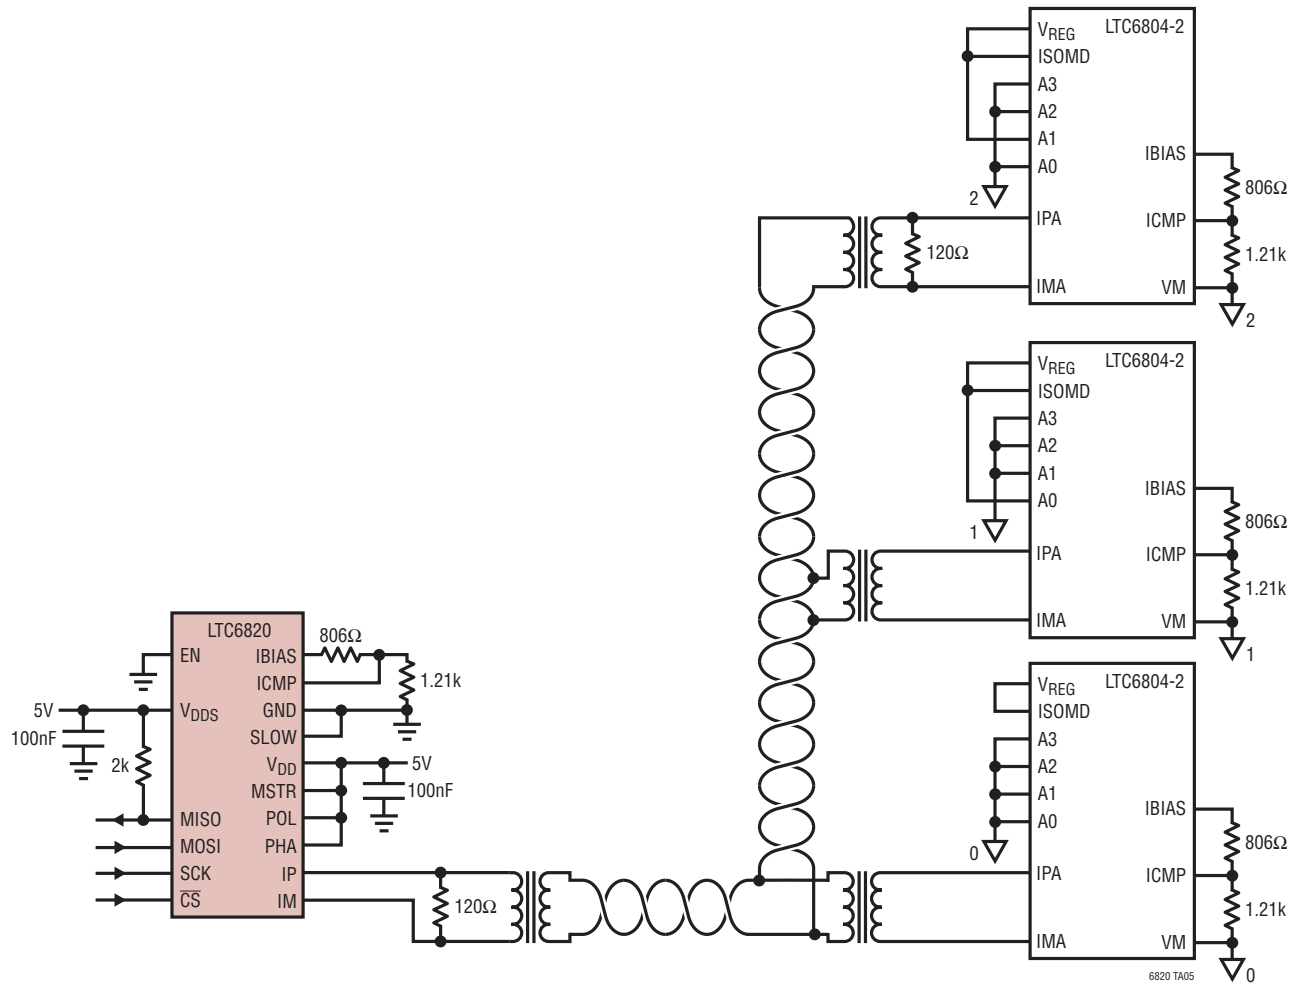 LTC6804-2
VREG
ISOMD
A3
A2
A1
A0
2
IPA
IMA
IBIAS
ICMP
VM
806Ω
1.21k
2
120Ω
LTC6804-2
VREG
ISOMD
A3
A2
A1
A0
1
IPA
IMA
IBIAS
ICMP
VM
806Ω
1.21k
1
LTC6804-2
VREG
ISOMD
A3
A2
A1
A0
0
IPA
IMA
IBIAS
ICMP
VM
806Ω
1.21k
0
LTC6820
EN
VDDS
MISO
MOSI
SCK
CS
IBIAS
ICMP
GND
SLOW
VDD
MSTR
POL
PHA
IP
IM
5V
100nF
2k
806Ω
1.21k
5V
100nF
120Ω
6820 TA05